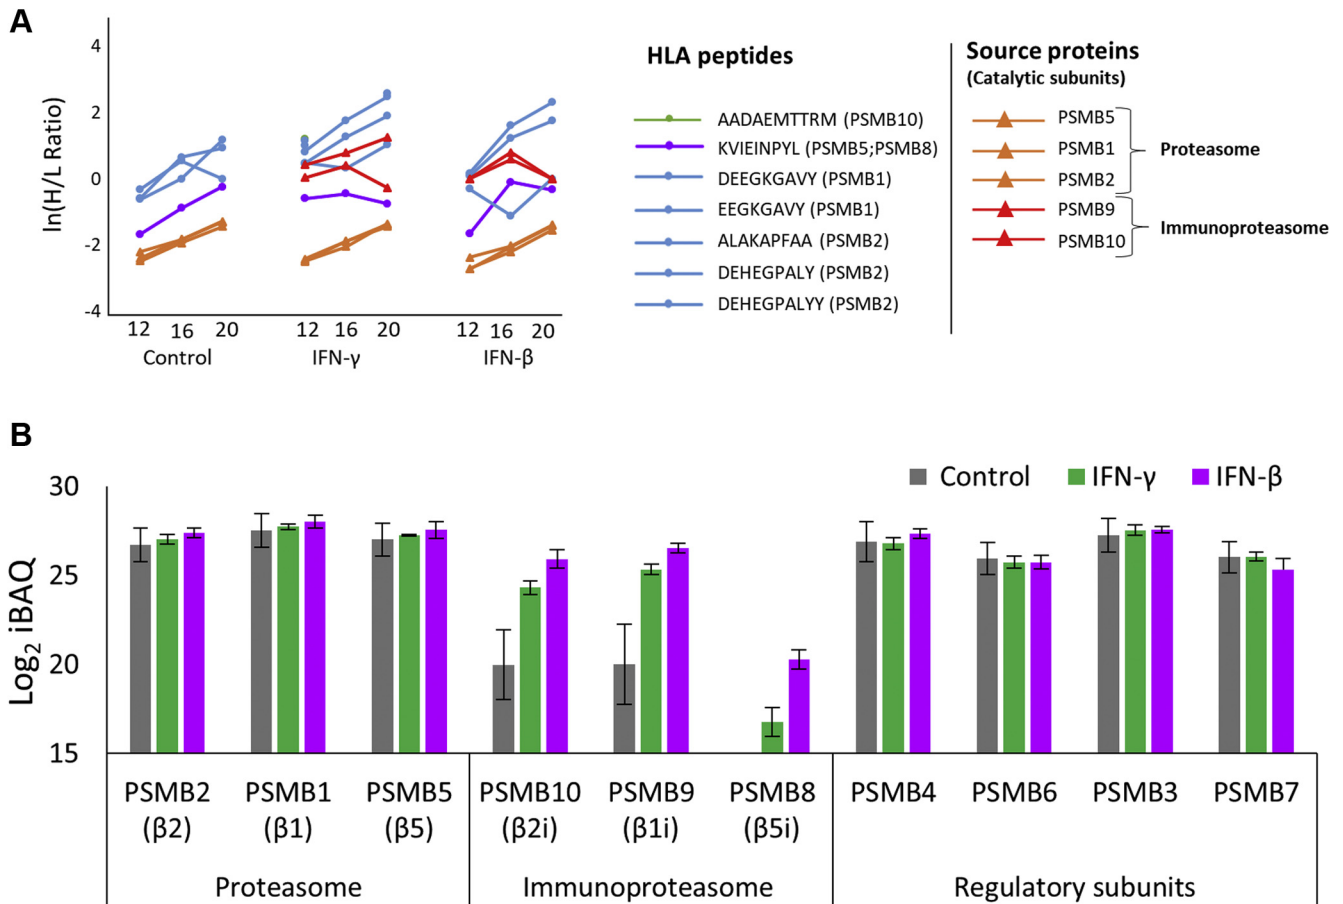 A
ln(H/L Ratio)
4
2
0
-2
-4
12 16 20
Control
12 16 20
IFN-γ
12 16 20
IFN-β
HLA peptides
AADAEMTTRM (PSMB10)
KVIEINPYL (PSMB5;PSMB8)
DEEGKGAVY (PSMB1)
EEGKGAVY (PSMB1)
ALAKAPFAA (PSMB2)
DEHEGPALY (PSMB2)
DEHEGPALYY (PSMB2)
Source proteins
(Catalytic subunits)
PSMB5
PSMB1
PSMB2
Proteasome
PSMB9
PSMB10
Immunoproteasome
B
Log2 iBAQ
30
25
20
15
Control IFN-γ IFN-β
PSMB2 PSMB1 PSMB5 PSMB10 PSMB9 PSMB8 PSMB4 PSMB6 PSMB3 PSMB7
(β2) (β1) (β5) (β2i) (β1i) (β5i)
Proteasome Immunoproteasome Regulatory subunits